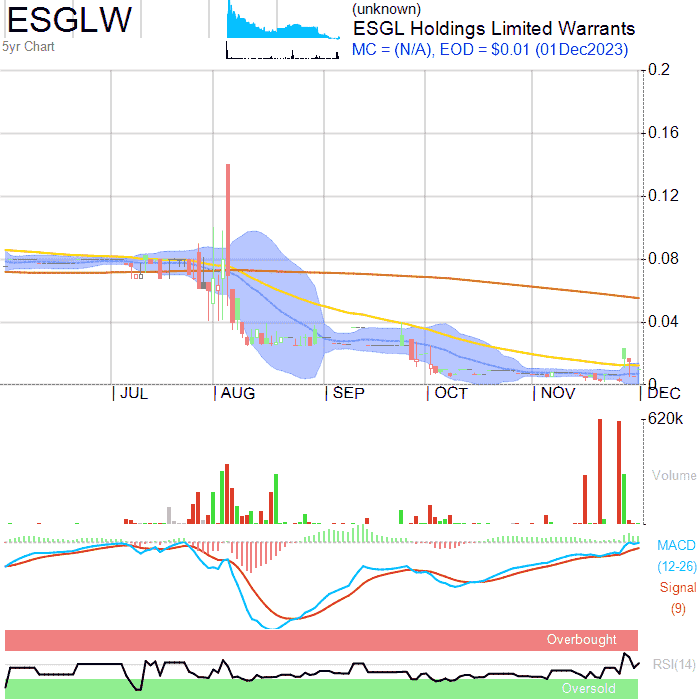 ESGLW
5yr Chart
(unknown)
ESGL Holdings Limited Warrants
MC = (N/A), EOD = $0.01 (01Dec2023)
0.2
0.16
0.12
0.08
0.04
0
JUL AUG SEP OCT NOV DEC
620k
Volume
MACD
(12-26)
Signal
(9)
Overbought
RSI(14)
Oversold